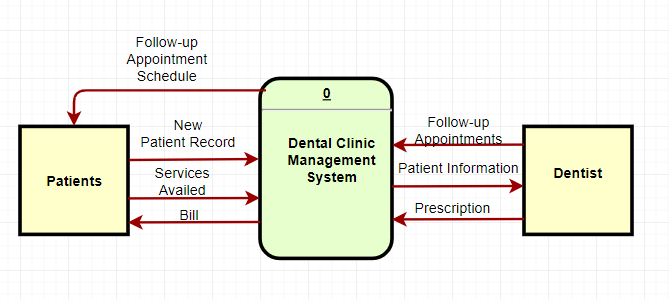 Follow-up
Appointment
Schedule
0
New
Patient Record
Services
Availed
Bill
Patients
Dental Clinic
Management
System
Follow-up
Appointments
Patient Information
Prescription
Dentist